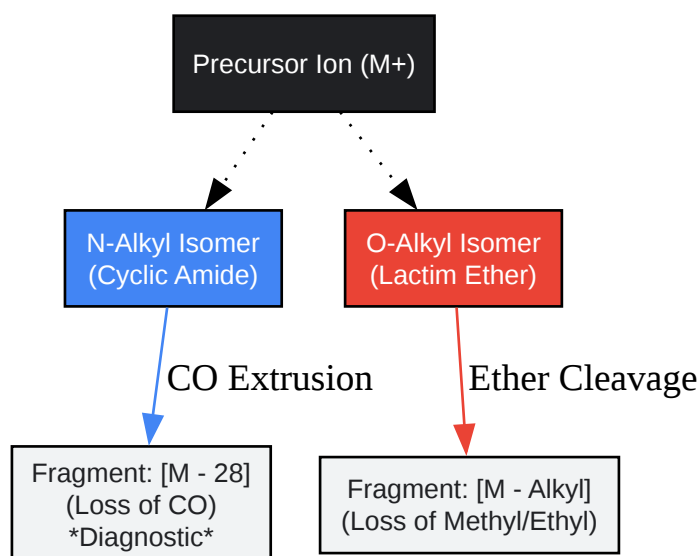 Precursor Ion (M+)
N-Alkyl Isomer
(Cyclic Amide)
O-Alkyl Isomer
(Lactim Ether)
CO Extrusion
Ether Cleavage
Fragment: [M - 28]
(Loss of CO)
*Diagnostic*
Fragment: [M - Alkyl]
(Loss of Methyl/Ethyl)